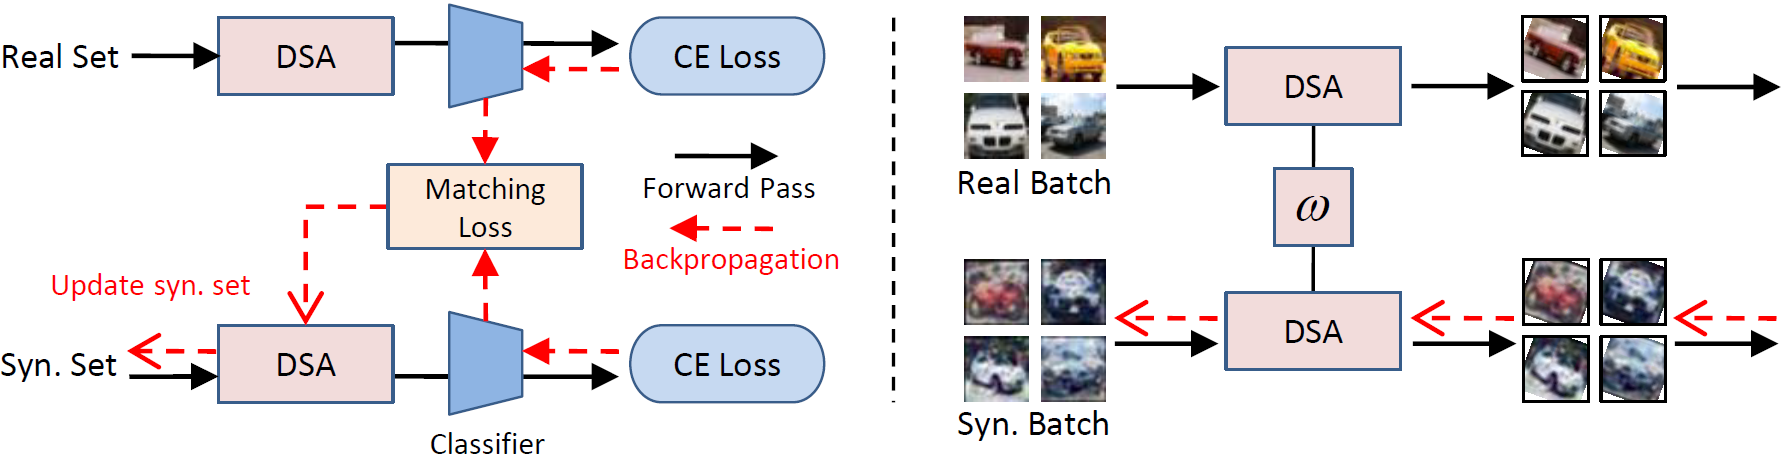 Real Set
DSA
CE Loss
Matching
Loss
Forward Pass
Backpropagation
Update syn. set
Syn. Set
DSA
CE Loss
Classifier
DSA
Real Batch
ω
DSA
Syn. Batch